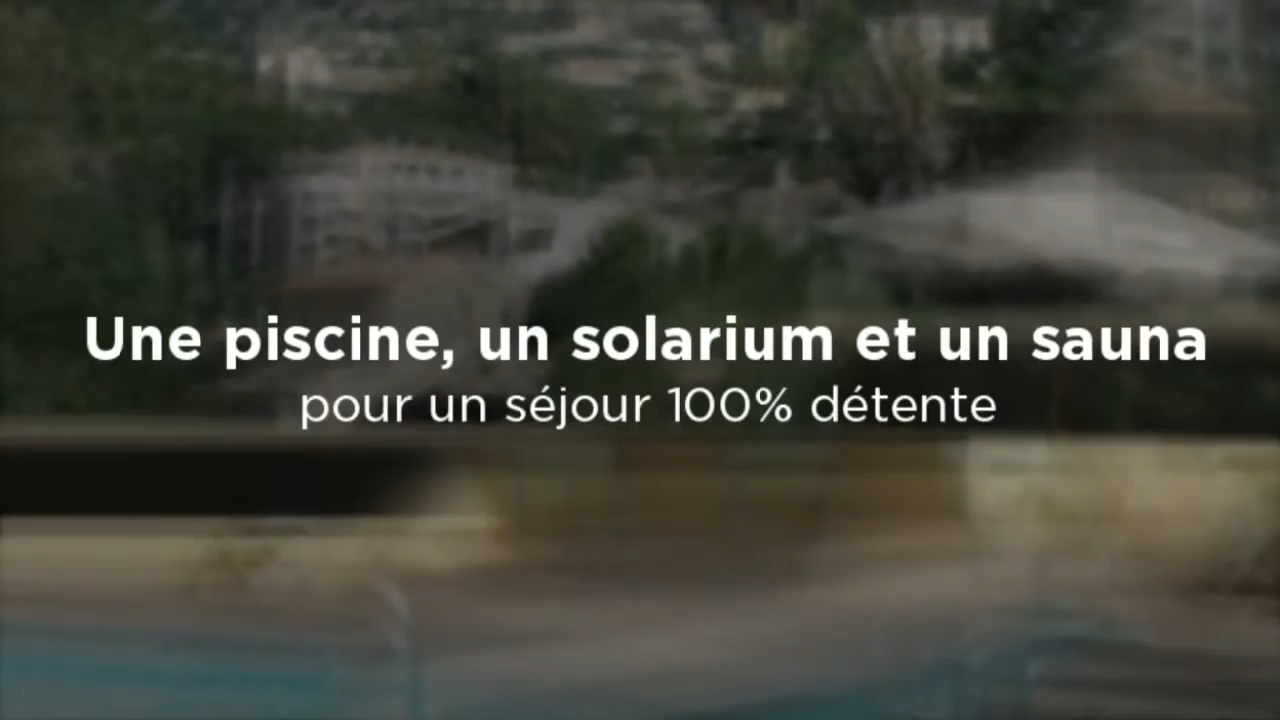 Une piscine, un solarium et un sauna
pour un séjour 100% détente